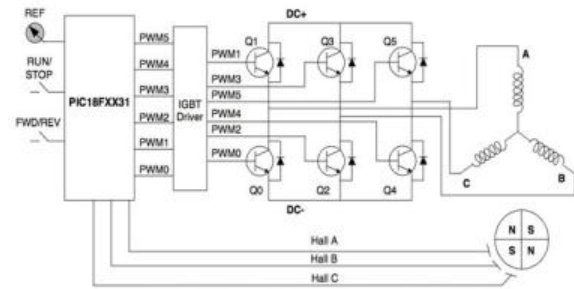 REF
RUN/
STOP
FWD/REV
PIC18FXX31
PWM5
PWM4
PWM3
PWM2
PWM1
PWM0
IGBT
Driver
PWM1
PWM3
PWM5
PWM4
PWM2
PWM0
DC+
Q1
Q3
Q5
Q0
Q2
Q4
DC-
A
C
B
Hall A
Hall B
Hall C
N S
S N